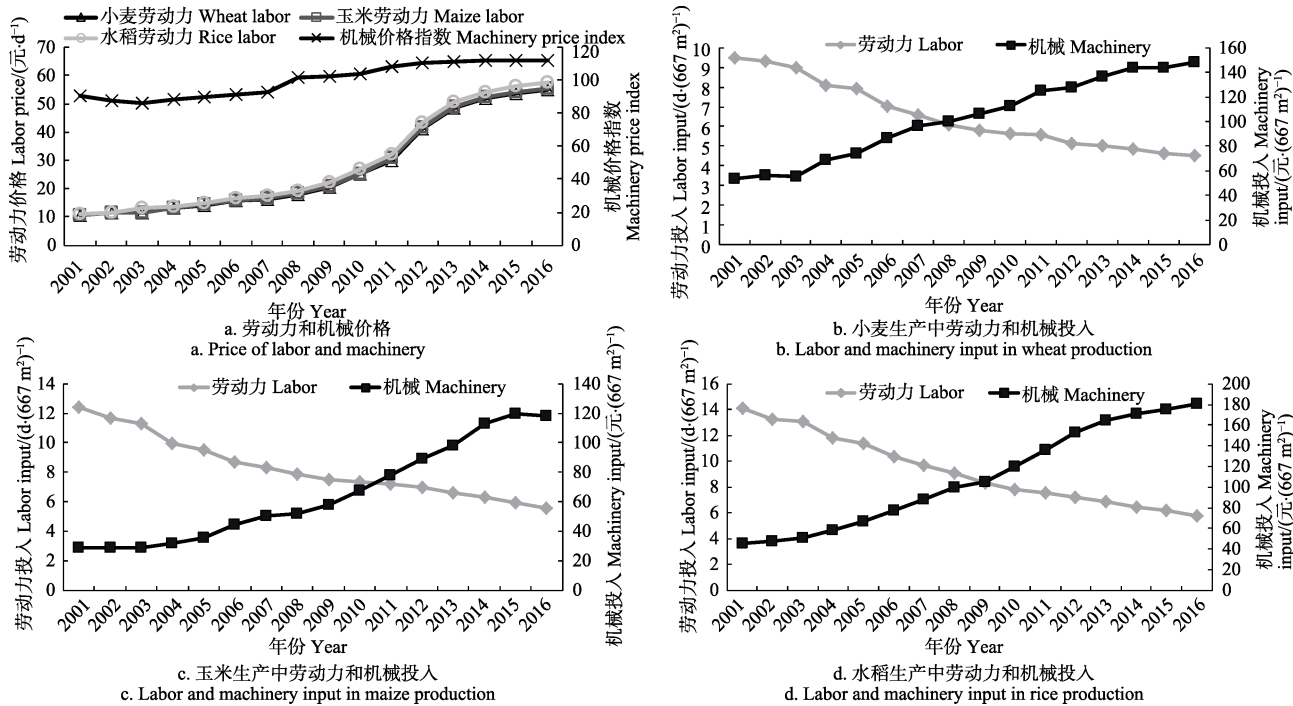 小麦劳动力 Wheat labor
玉米劳动力 Maize labor
水稻劳动力 Rice labor
机械价格指数 Machinery price index
劳动力价格 Labor price/(元·d⁻¹)
70
60
50
40
30
20
10
0
120
100
80
60
40
20
0
机械价格指数
Machinery price index
2001 2002 2003 2004 2005 2006 2007 2008 2009 2010 2011 2012 2013 2014 2015 2016
年份 Year
a. 劳动力和机械价格
a. Price of labor and machinery
劳动力 Labor
机械 Machinery
劳动力投入 Labor input/(d·(667 m²)⁻¹)
10
9
8
7
6
5
4
3
2
1
0
160
140
120
100
80
60
40
20
0
机械投入 Machinery
input/(元·(667 m²)⁻¹)
2001 2002 2003 2004 2005 2006 2007 2008 2009 2010 2011 2012 2013 2014 2015 2016
年份 Year
b. 小麦生产中劳动力和机械投入
b. Labor and machinery input in wheat production
劳动力 Labor
机械 Machinery
劳动力投入 Labor input/(d·(667 m²)⁻¹)
14
12
10
8
6
4
2
0
140
120
100
80
60
40
20
0
机械投入 Machinery input/(元·(667 m²)⁻¹)
2001 2002 2003 2004 2005 2006 2007 2008 2009 2010 2011 2012 2013 2014 2015 2016
年份 Year
c. 玉米生产中劳动力和机械投入
c. Labor and machinery input in maize production
劳动力 Labor
机械 Machinery
劳动力投入 Labor input/(d·(667 m²)⁻¹)
16
14
12
10
8
6
4
2
0
200
180
160
140
120
100
80
60
40
20
0
机械投入 Machinery
input/(元·(667 m²)⁻¹)
2001 2002 2003 2004 2005 2006 2007 2008 2009 2010 2011 2012 2013 2014 2015 2016
年份 Year
d. 水稻生产中劳动力和机械投入
d. Labor and machinery input in rice production